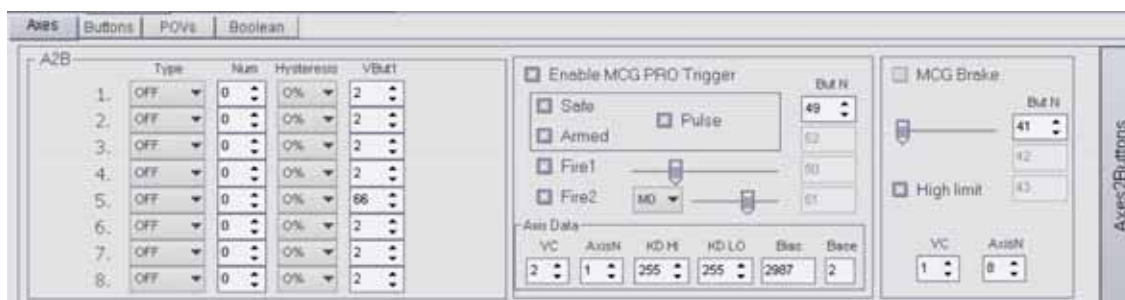 Axes Buttons POVs Boolean
A2B
Type Num Hysteresis VButt
1. OFF 0 0% 2
2. OFF 0 0% 2
3. OFF 0 0% 2
4. OFF 0 0% 2
5. OFF 0 0% 66
6. OFF 0 0% 2
7. OFF 0 0% 2
8. OFF 0 0% 2
Enable MCG PRO Trigger
But N
Safe Pulse 49
Armed 52
Fire1 50
Fire2 M0 51
Axis Data
VC AxisN KD HI KD LO Bias Base
2 1 255 255 2987 2
MCG Brake
But N
41
42
High limit 43
VC AxisN
1 8
Axes2Buttons